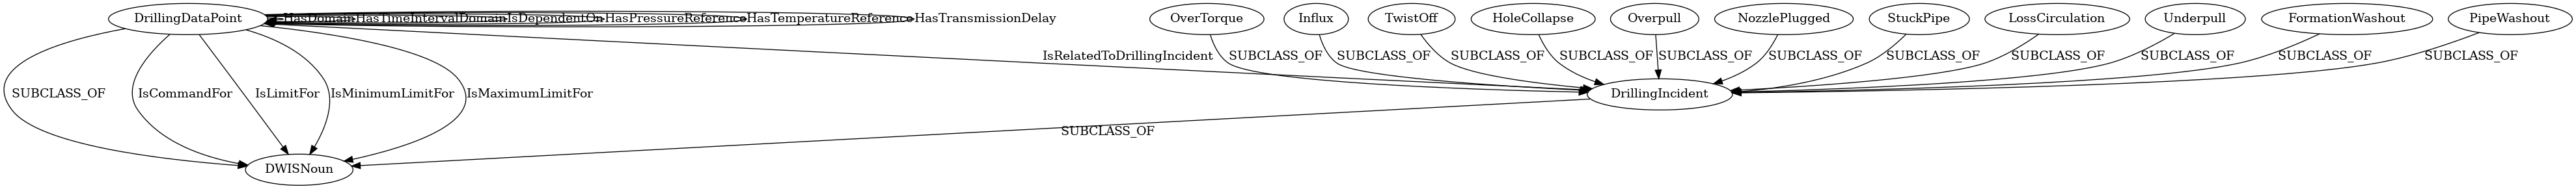 DrillingDataPoint
HasDomain
HasTimeIntervalDomain
IsDependentOn
HasPressureReference
HasTemperatureReference
HasTransmissionDelay
OverTorque
Influx
TwistOff
HoleCollapse
Overpull
NozzlePlugged
StuckPipe
LossCirculation
Underpull
FormationWashout
PipeWashout
IsRelatedToDrillingIncident
SUBCLASS_OF
SUBCLASS_OF
SUBCLASS_OF
SUBCLASS_OF
SUBCLASS_OF
SUBCLASS_OF
SUBCLASS_OF
SUBCLASS_OF
SUBCLASS_OF
SUBCLASS_OF
SUBCLASS_OF
SUBCLASS_OF
IsCommandFor
IsLimitFor
IsMinimumLimitFor
IsMaximumLimitFor
DrillingIncident
SUBCLASS_OF
DWISNoun